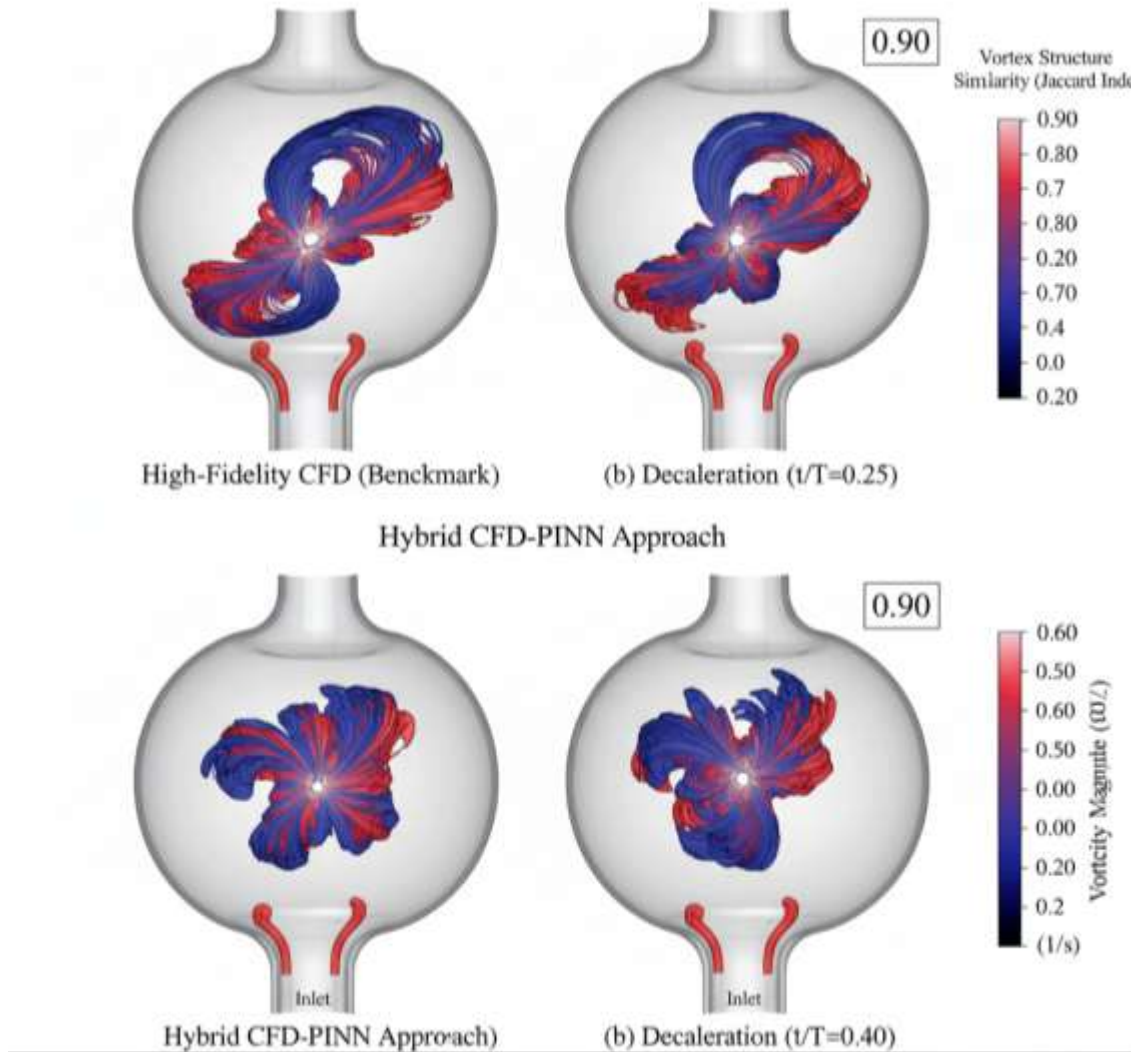 0.90
Vortex Structure
Simlarity (Jaccard Inde
0.90
0.80
0.7
0.80
0.20
0.70
0.4
0.0
0.20
High-Fidelity CFD (Benckmark)
(b) Decaleration (t/T=0.25)
Hybrid CFD-PINN Approach
0.90
0.60
0.50
0.60
0.50
0.00
0.00
0.20
0.2
(1/s)
Inlet
Inlet
Hybrid CFD-PINN Approach)
(b) Decaleration (t/T=0.40)